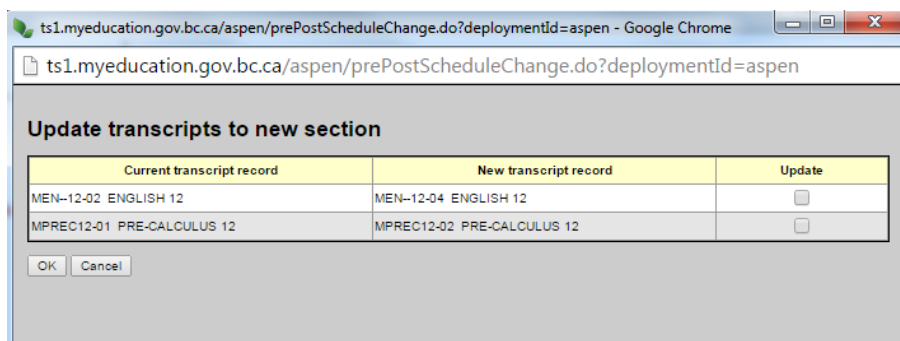 ts1.myeducation.gov.bc.ca/aspen/prePostScheduleChange.do?deploymentId=aspen - Google Chrome
ts1.myeducation.gov.bc.ca/aspen/prePostScheduleChange.do?deploymentId=aspen
Update transcripts to new section
Current transcript record New transcript record Update
MEN--12-02 ENGLISH 12 MEN--12-04 ENGLISH 12
MPREC12-01 PRE-CALCULUS 12 MPREC12-02 PRE-CALCULUS 12
OK Cancel